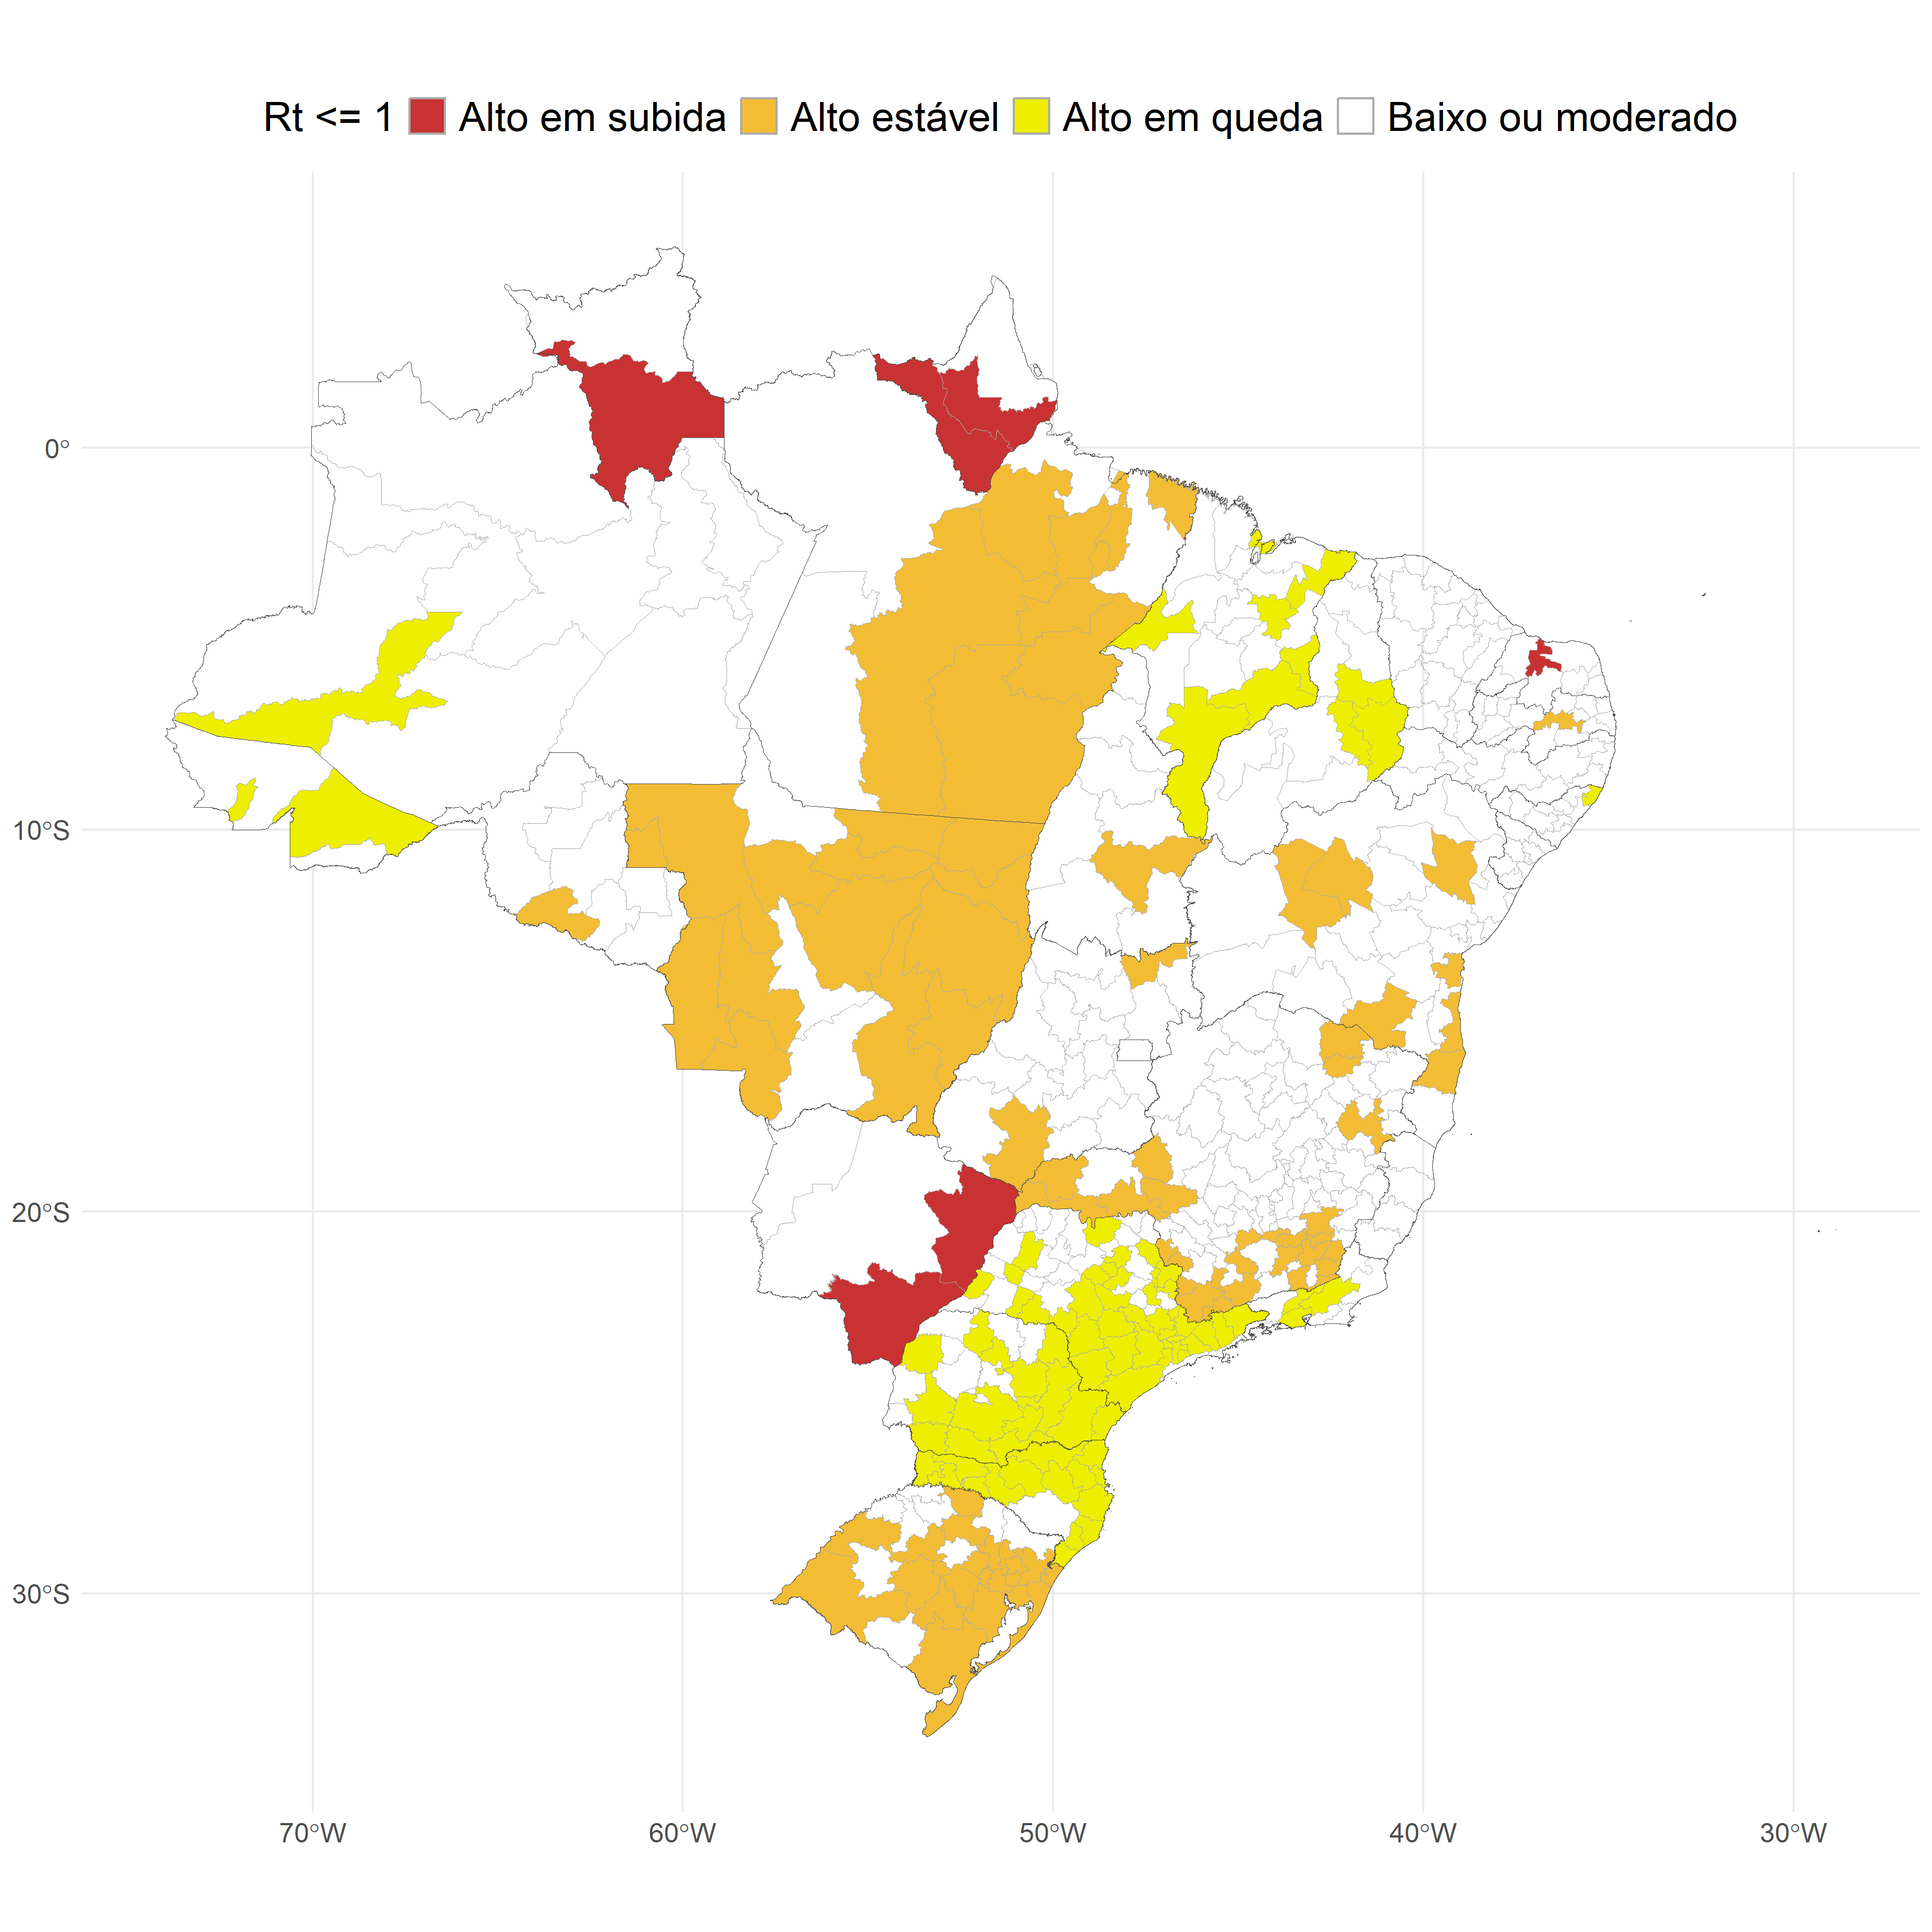 Rt <= 1 Alto em subida Alto estável Alto em queda Baixo ou moderado
0°
10°S
20°S
30°S
70°W 60°W 50°W 40°W 30°W